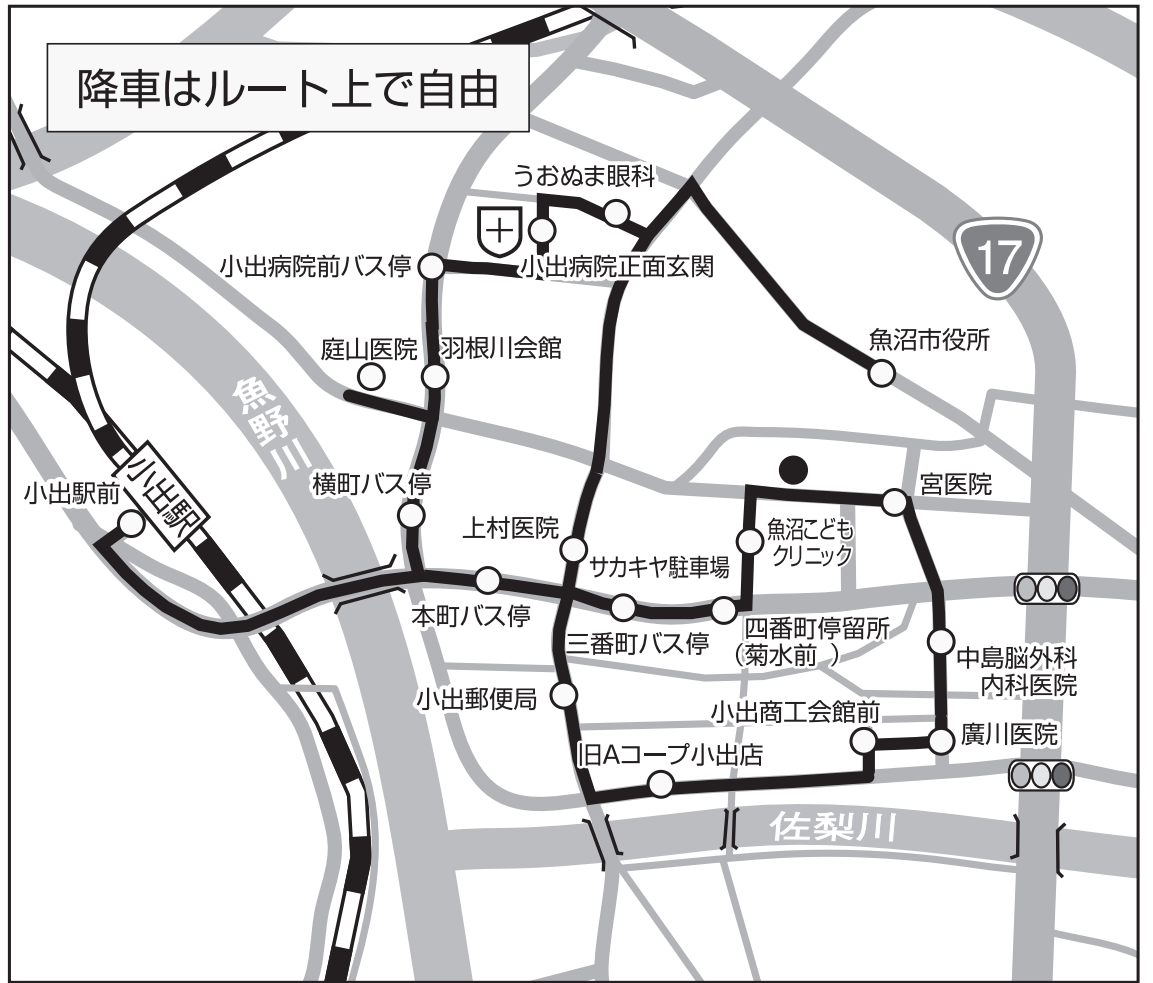 降車はルート上で自由
うおぬま眼科
小出病院前バス停
小出病院正面玄関
17
庭山医院
羽根川会館
魚沼市役所
魚野川
横町バス停
小出駅前
小出駅
宮医院
上村医院
魚沼こども
クリニック
サカキヤ駐車場
本町バス停
三番町バス停
四番町停留所
（菊水前　）
中島脳外科
内科医院
小出郵便局
小出商工会館前
廣川医院
旧Aコープ小出店
佐梨川